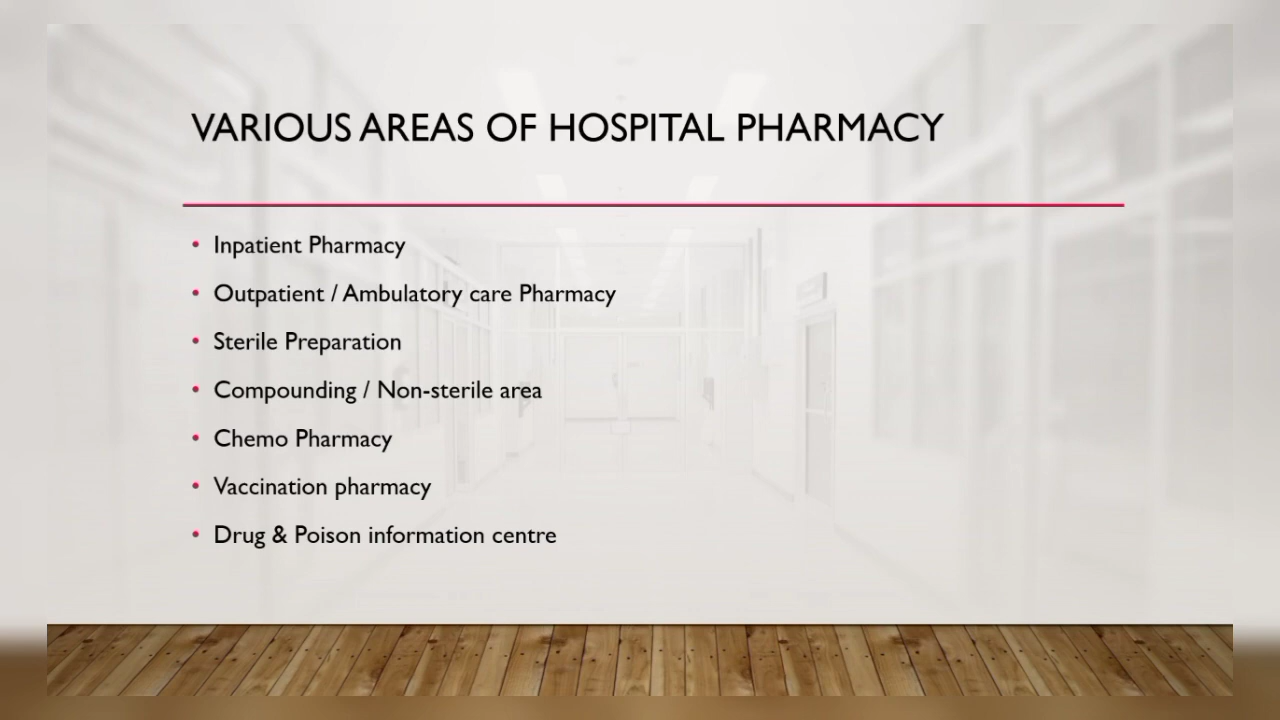 VARIOUS AREAS OF HOSPITAL PHARMACY
• Inpatient Pharmacy
• Outpatient / Ambulatory care Pharmacy
• Sterile Preparation
• Compounding / Non-sterile area
• Chemo Pharmacy
• Vaccination pharmacy
• Drug & Poison information centre